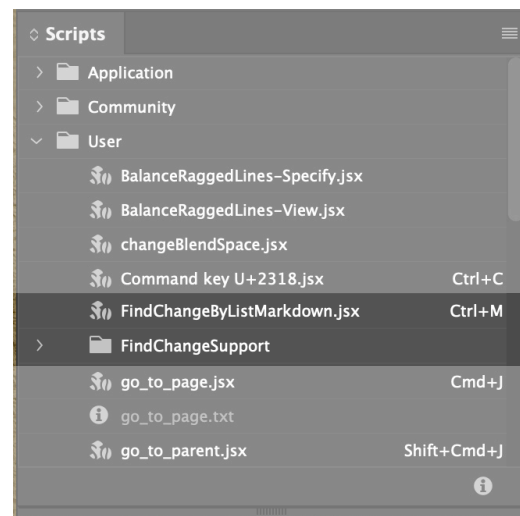 Scripts
Application
Community
User
BalanceRaggedLines-Specify.jsx
BalanceRaggedLines-View.jsx
changeBlendSpace.jsx
Command key U+2318.jsx Ctrl+C
FindChangeByListMarkdown.jsx Ctrl+M
FindChangeSupport
go_to_page.jsx Cmd+J
go_to_page.txt
go_to_parent.jsx Shift+Cmd+J